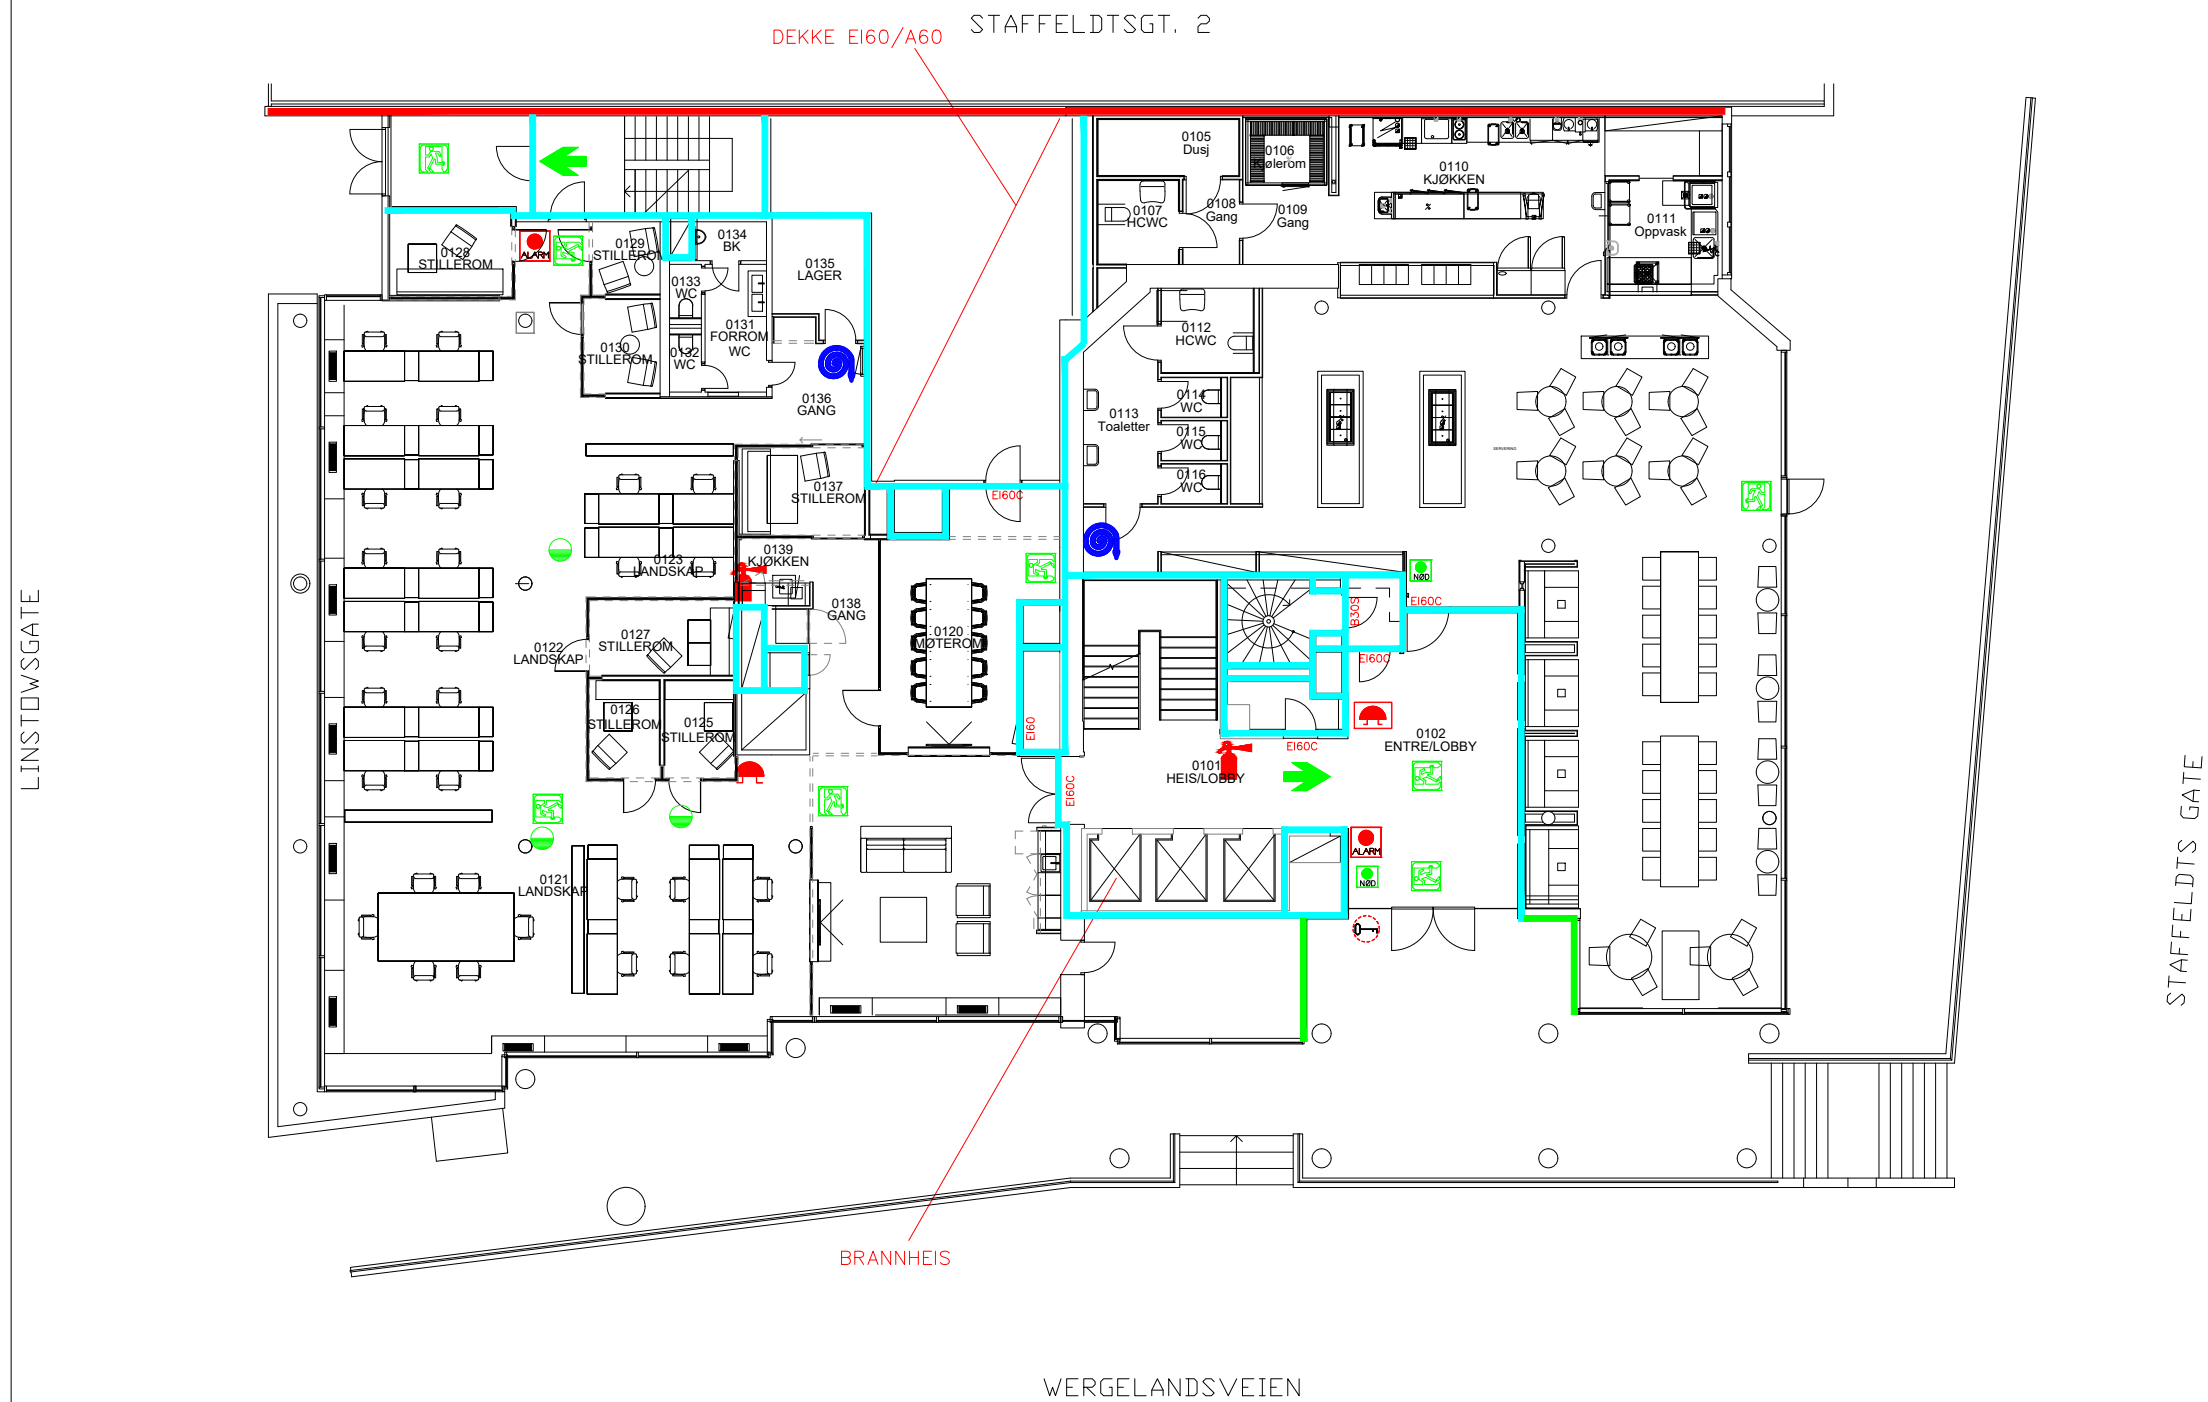 STAFFELDTSGT. 2
DEKKE EI60/A60
0105
Dusj
0106
Kjølerom
0110
KJØKKEN
0107
HCWC
0108
Gang
0109
Gang
0111
Oppvask
0128
STILLEROM
ALARM
0129
STILLEROM
0134
BK
0135
LAGER
0133
WC
0131
FORROM
WC
0132
WC
0130
STILLEROM
0136
GANG
0112
HCWC
0113
Toaletter
0114
WC
0115
WC
0116
WC
SERVERING
0137
STILLEROM
EI60C
0123
LANDSKAP
0139
KJØKKEN
0138
GANG
0120
MØTEROM
NØD
EI60C
B30S
EI60C
0122
LANDSKAP
0127
STILLEROM
0126
STILLEROM
0125
STILLEROM
EI60
EI60C
0102
ENTRE/LOBBY
0101
HEIS/LOBBY
EI60C
ALARM
NØD
0121
LANDSKAP
BRANNHEIS
LINSTOWSGATE
STAFFELDTS GATE
WERGELANDSVEIEN